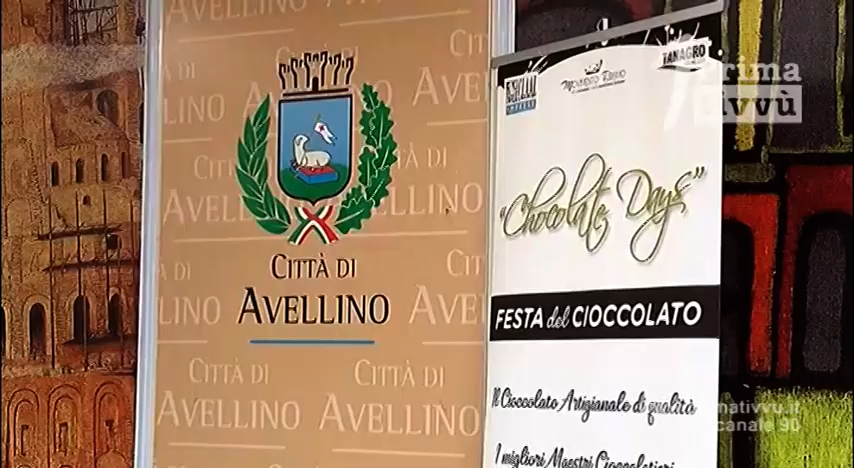 AVELLINO
CITTÀ DI
AVELLINO
CITTÀ DI
AVELLINO
CITTÀ DI
AVELLINO
CITTÀ DI
AVELLINO
TANAGRO
prima
tivvù
"Chocolate Days"
FESTA del CIOCCOLATO
Il Cioccolato Artigianale di qualità
I migliori Maestri Cioccolatieri
mativvu.it
canale 90